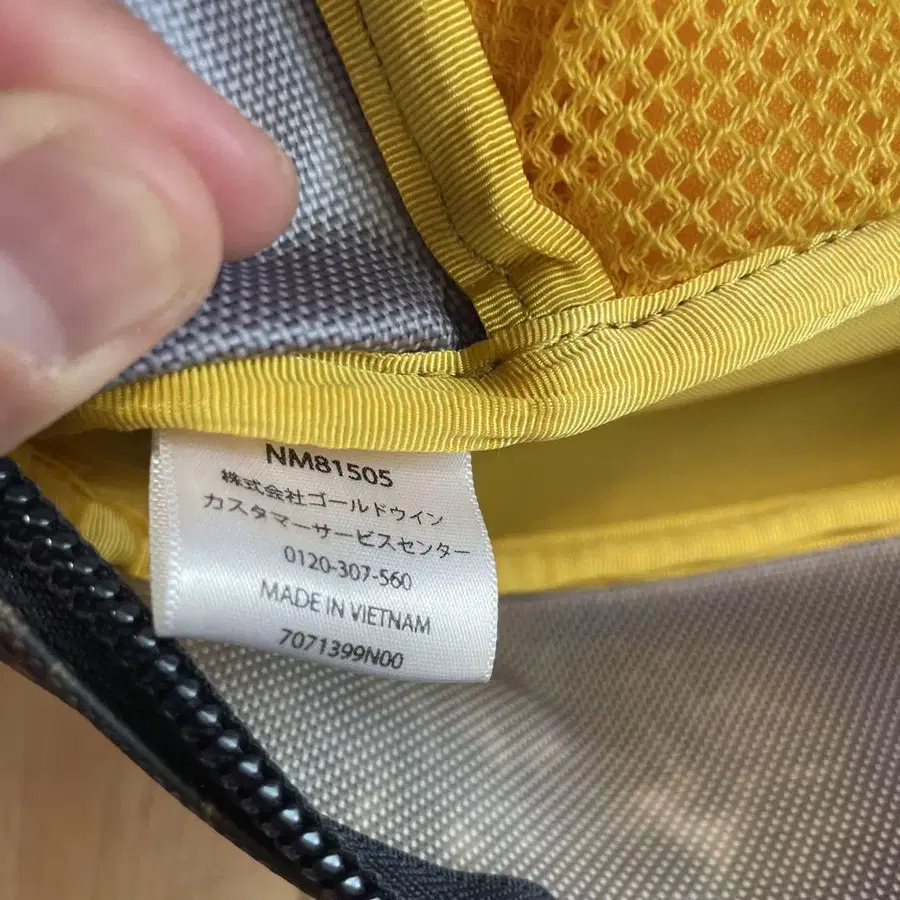 NM81505
株式会社ゴールドウイン
カスタマーサービスセンター
0120-307-560
MADE IN VIETNAM
7071399N00